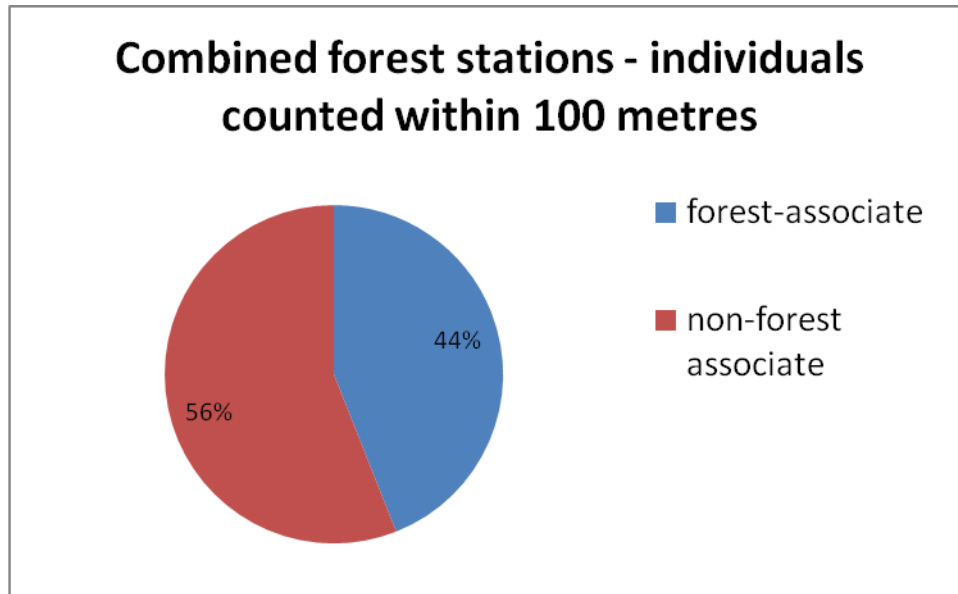 Combined forest stations - individuals
counted within 100 metres
forest-associate
44%
non-forest
associate
56%